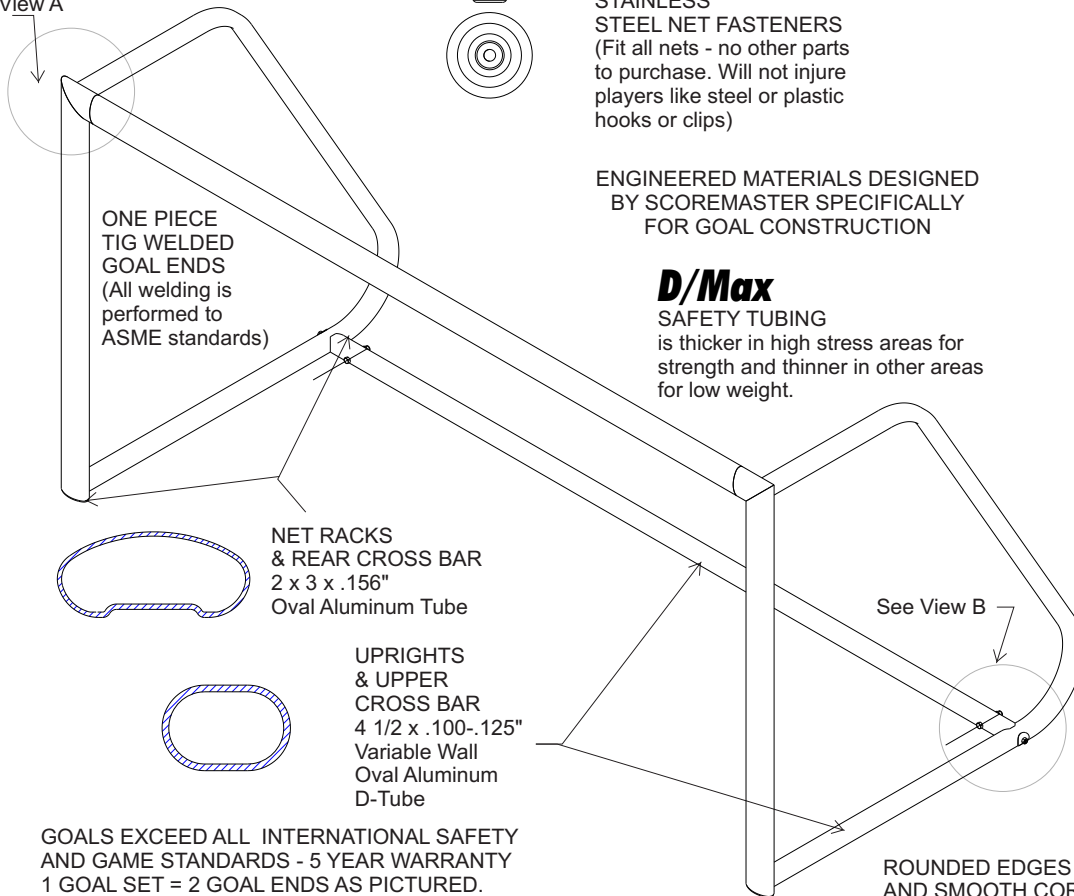 View A
STAINLESS
STEEL NET FASTENERS
(Fit all nets - no other parts
to purchase. Will not injure
players like steel or plastic
hooks or clips)
ENGINEERED MATERIALS DESIGNED
BY SCOREMASTER SPECIFICALLY
FOR GOAL CONSTRUCTION
ONE PIECE
TIG WELDED
GOAL ENDS
(All welding is
performed to
ASME standards)
D/Max
SAFETY TUBING
is thicker in high stress areas for
strength and thinner in other areas
for low weight.
NET RACKS
& REAR CROSS BAR
2 x 3 x .156"
Oval Aluminum Tube
See View B
UPRIGHTS
& UPPER
CROSS BAR
4 1/2 x .100-.125"
Variable Wall
Oval Aluminum
D-Tube
GOALS EXCEED ALL INTERNATIONAL SAFETY
AND GAME STANDARDS - 5 YEAR WARRANTY
1 GOAL SET = 2 GOAL ENDS AS PICTURED.
ROUNDED EDGES
AND SMOOTH